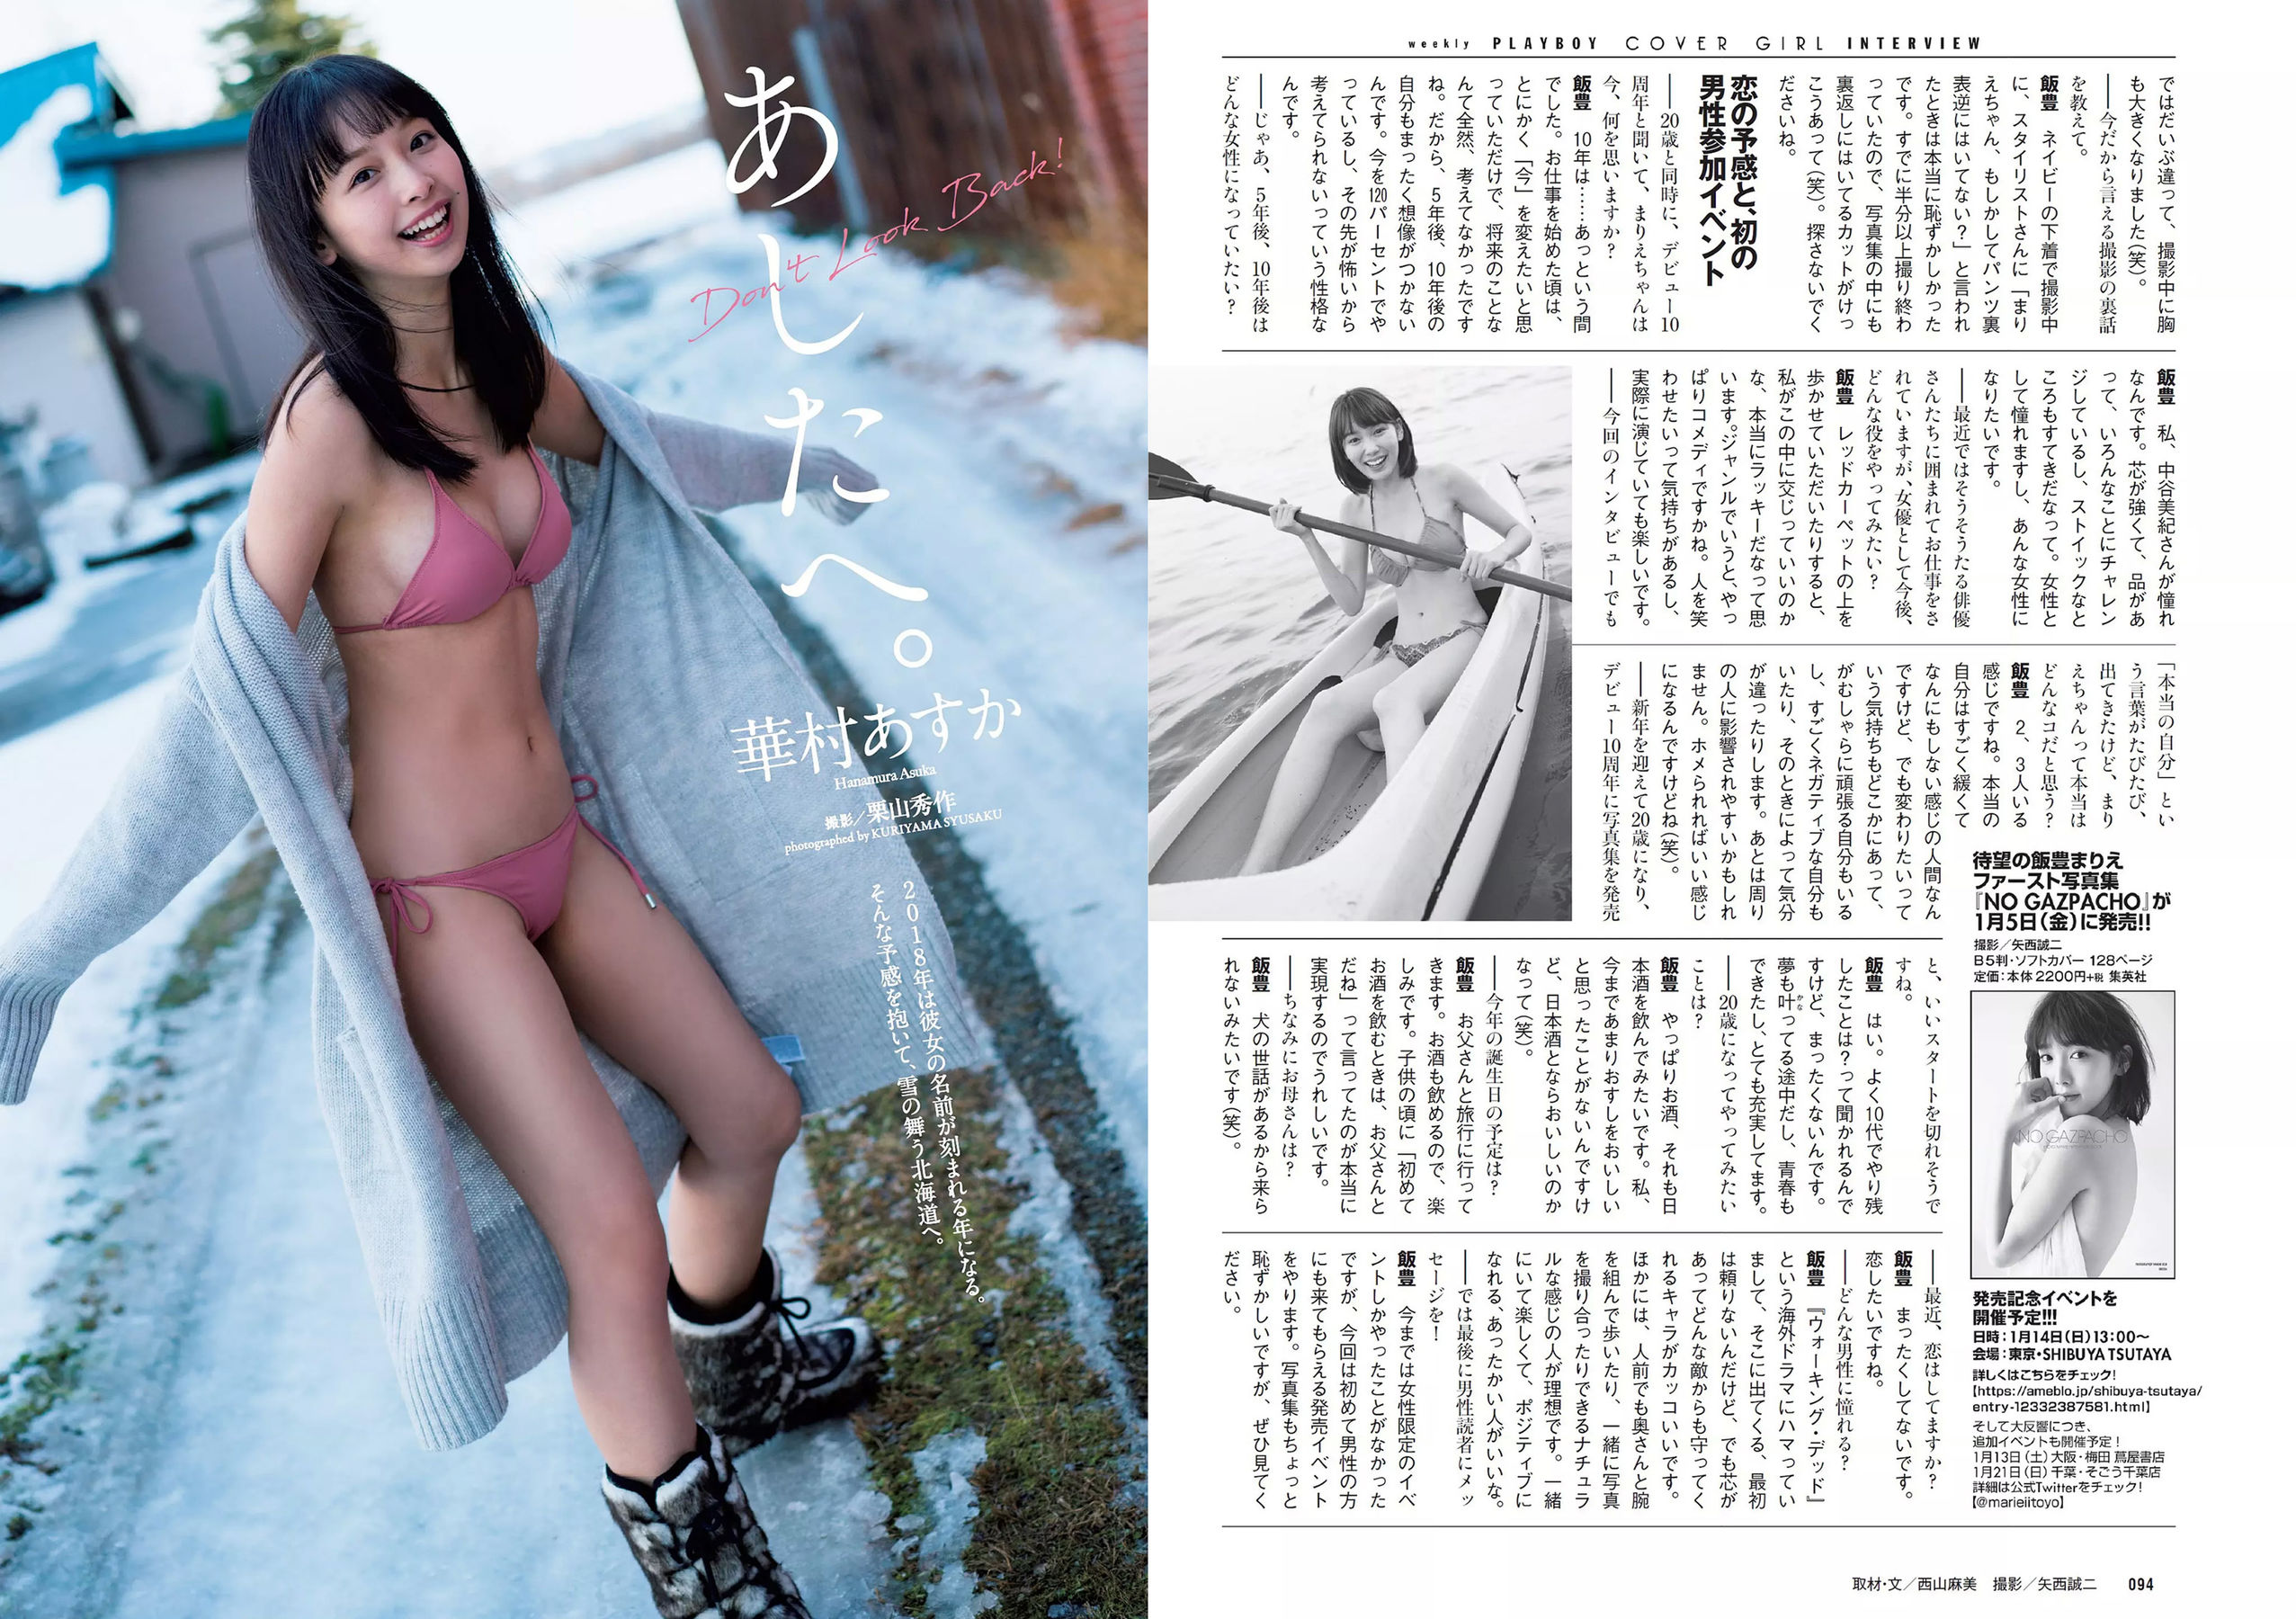 あしたへ。
Don't Look Back!
華村あすか
Hanamura Asuka
撮影／栗山秀作
photographed by KURIYAMA SYUSAKU
2018年は彼女の名前が刻まれる年になる。
そんな予感を抱いて、雪の舞う北海道へ。
weekly PLAYBOY COVER GIRL INTERVIEW
ではだいぶ違って、撮影中に胸
も大きくなりました(笑)。
──今だから言える撮影の裏話
を教えて。
飯豊　ネイビーの下着で撮影中
に、スタイリストさんに「まり
えちゃん、もしかしてパンツ裏
表逆にはいてない？」と言われ
たときは本当に恥ずかしかった
です。すでに半分以上撮り終わ
っていたので、写真集の中にも
裏返しにはいてるカットがけっ
こうあって(笑)。探さないでく
ださいね。
恋の予感と、初の
男性参加イベント
──20歳と同時に、デビュー10
周年と聞いて、まりえちゃんは
今、何を思いますか？
飯豊　10年は……あっという間
でした。お仕事を始めた頃は、
とにかく「今」を変えたいと思
っていただけで、将来のことな
んて全然、考えてなかったです
ね。だから、5年後、10年後の
自分もまったく想像がつかない
んです。今を120パーセントでや
っているし、その先が怖いから
考えてられないっていう性格な
んです。
──じゃあ、5年後、10年後は
どんな女性になっていたい？
飯豊　私、中谷美紀さんが憧れ
なんです。芯が強くて、品があ
って、いろんなことにチャレン
ジしているし、ストイックなと
ころもすてきだなって。女性と
して憧れますし、あんな女性に
なりたいです。
──最近ではそうそうたる俳優
さんたちに囲まれてお仕事をさ
れていますが、女優として今後、
どんな役をやってみたい？
飯豊　レッドカーペットの上を
歩かせていただいたりすると、
私がこの中に交じっていいのか
な、本当にラッキーだなって思
います。ジャンルでいうと、やっ
ぱりコメディですかね。人を笑
わせたいって気持ちがあるし、
実際に演じていても楽しいです。
──今回のインタビューでも
「本当の自分」とい
う言葉がたびたび、
出てきたけど、まり
えちゃんって本当は
どんなコだと思う？
飯豊　2、3人いる
感じですね。本当の
自分はすごく緩くて
なんにもしない感じの人間なん
ですけど、でも変わりたいって
いう気持ちもどこかにあって、
がむしゃらに頑張る自分もいる
し、すごくネガティブな自分も
いたり、そのときによって気分
が違ったりします。あとは周り
の人に影響されやすいかもしれ
ません。ホメられればいい感じ
になるんですけどね(笑)。
──新年を迎えて20歳になり、
デビュー10周年に写真集を発売
と、いいスタートを切れそうで
すね。
飯豊　はい。よく10代でやり残
したことは？って聞かれるんで
すけど、まったくないんです。
夢も叶ってる途中だし、青春も
かな
できたし、とても充実してます。
──20歳になってやってみたい
ことは？
飯豊　やっぱりお酒、それも日
本酒を飲んでみたいです。私、
今まであまりおすしをおいしい
と思ったことがないんですけ
ど、日本酒とならおいしいのか
なって(笑)。
──今年の誕生日の予定は？
飯豊　お父さんと旅行に行って
きます。お酒も飲めるので、楽
しみです。子供の頃に「初めて
お酒を飲むときは、お父さんと
だね」って言ってたのが本当に
実現するのでうれしいです。
──ちなみにお母さんは？
飯豊　犬の世話があるから来ら
れないみたいです(笑)。
──最近、恋はしてますか？
飯豊　まったくしてないです。
恋したいですね。
──どんな男性に憧れる？
飯豊　『ウォーキング・デッド』
という海外ドラマにハマってい
まして、そこに出てくる、最初
は頼りないんだけど、でも芯が
あってどんな敵からも守ってく
れるキャラがカッコいいです。
ほかには、人前でも奥さんと腕
を組んで歩いたり、一緒に写真
を撮り合ったりできるナチュラ
ルな感じの人が理想です。一緒
にいて楽しくて、ポジティブに
なれる、あったかい人がいいな。
──では最後に男性読者にメッ
セージを！
飯豊　今までは女性限定のイベ
ントしかやったことがなかった
ですが、今回は初めて男性の方
にも来てもらえる発売イベント
をやります。写真集もちょっと
恥ずかしいですが、ぜひ見てく
ださい。
待望の飯豊まりえ
ファースト写真集
『NO GAZPACHO』が
1月5日(金)に発売!!
撮影／矢西誠二
B5判・ソフトカバー 128ページ
定価：本体2200円+税 集英社
NO GAZPACHO
発売記念イベントを
開催予定!!!
日時：1月14日(日)13:00〜
会場：東京・SHIBUYA TSUTAYA
詳しくはこちらをチェック！
【https://ameblo.jp/shibuya-tsutaya/
entry-12332387581.html】
そして大反響につき、
追加イベントも開催予定！
1月13日(土)大阪・梅田 蔦屋書店
1月21日(日)千葉・そごう千葉店
詳細は公式Twitterをチェック！
【@marieiitoyo】
取材・文／西山麻美　撮影／矢西誠二　094